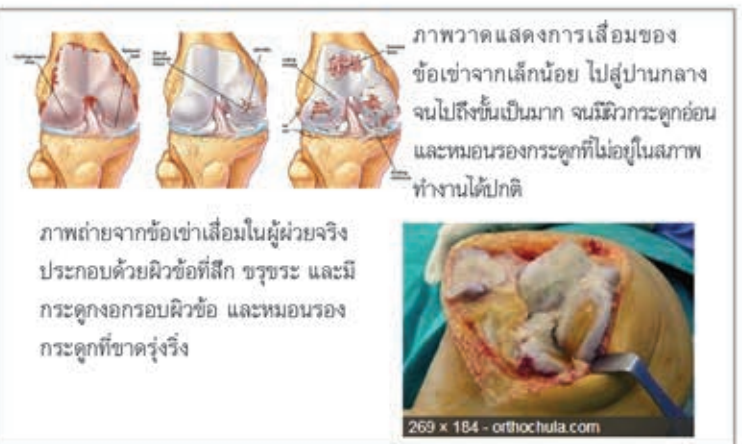 ภาพวาดแสดงการเสื่อมของ
ข้อเข่าจากเล็กน้อย ไปสู่ปานกลาง
จนไปถึงขั้นเป็นมาก จนมีผิวกระดูกอ่อน
และหมอนรองกระดูกที่ไม่อยู่ในสภาพ
ทำงานได้ปกติ
ภาพถ่ายจากข้อเข่าเสื่อมในผู้ป่วยจริง
ประกอบด้วยผิวข้อที่สึก ขรุขระ และมี
กระดูกงอกรอบผิวข้อ และหมอนรอง
กระดูกที่ขาดรุ่งริ่ง
269 × 184 - orthochula.com